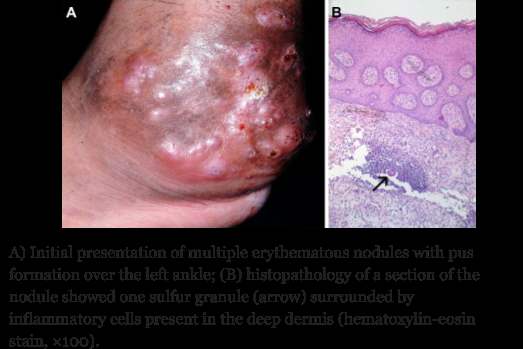 A
B
A) Initial presentation of multiple erythematous nodules with pus
formation over the left ankle; (B) histopathology of a section of the
nodule showed one sulfur granule (arrow) surrounded by
inflammatory cells present in the deep dermis (hematoxylin-eosin
stain, ×100).